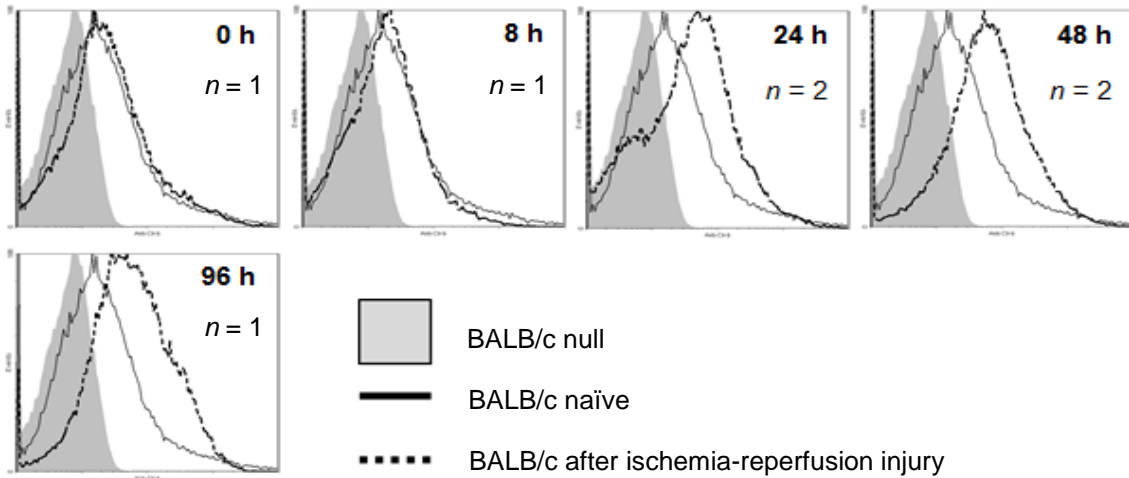 0 h
n = 1
8 h
n = 1
24 h
n = 2
48 h
n = 2
96 h
n = 1
BALB/c null
BALB/c naïve
BALB/c after ischemia-reperfusion injury